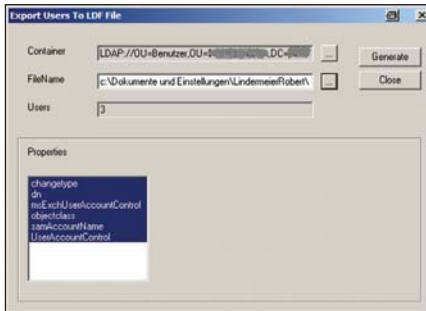 Export Users To LDF File
Container
LDAP://OU=Benutzer,OU=
,DC=
...
Generate
FileName
c:\Dokumente und Einstellungen\LindermeierRobert\
...
Close
Users
3
Properties
changetype
dn
msExchUserAccountControl
objectclass
samAccountName
UserAccountControl